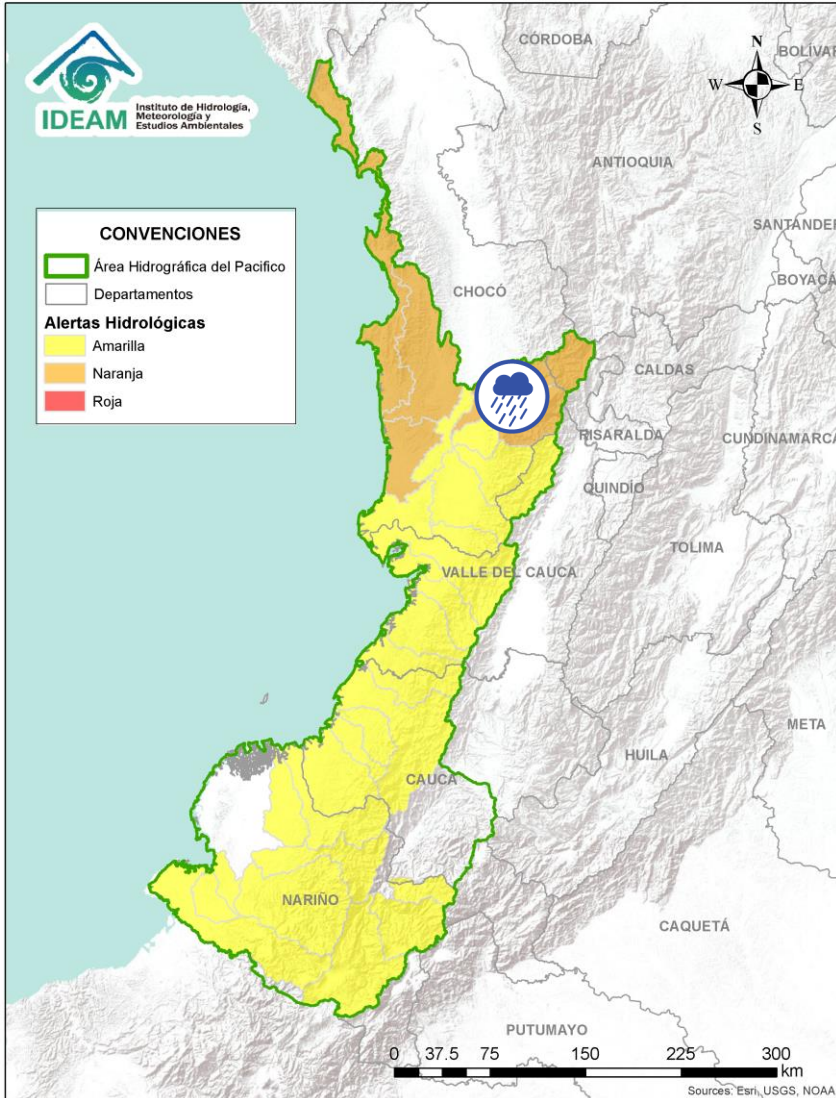 IDEAM
Instituto de Hidrología,
Meteorología y
Estudios Ambientales
CÓRDOBA
BOLÍVAR
N
W
E
S
ANTIOQUIA
SANTANDER
BOYACÁ
CONVENCIONES
Área Hidrográfica del Pacifico
Departamentos
Alertas Hidrológicas
Amarilla
Naranja
Roja
CHOCÓ
CALDAS
RISARALDA
CUNDINAMARCA
QUINDÍO
TOLIMA
VALLE DEL CAUCA
META
HUILA
CAUCA
NARIÑO
CAQUETÁ
PUTUMAYO
0 37.5 75 150 225 300
km
Sources: Esri, USGS, NOAA